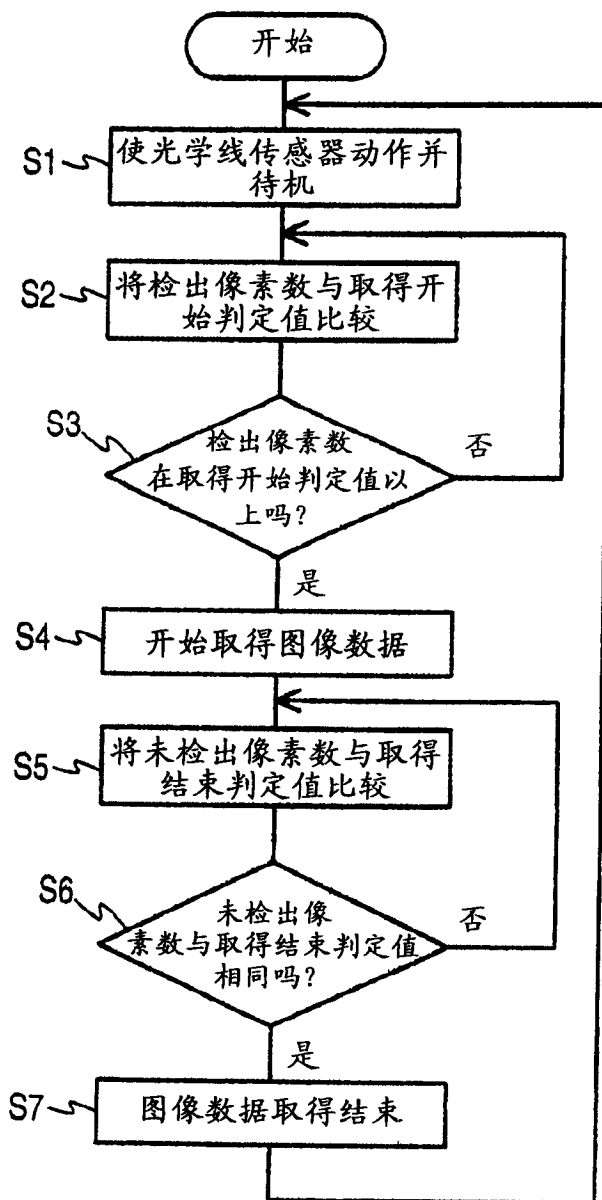 开始
S1
使光学线传感器动作并
待机
S2
将检出像素数与取得开
始判定值比较
S3
检出像素数
在取得开始判定值以
上吗?
否
是
S4
开始取得图像数据
S5
将未检出像素数与取得
结束判定值比较
S6
未检出像
素数与取得结束判定值
相同吗?
否
是
S7
图像数据取得结束